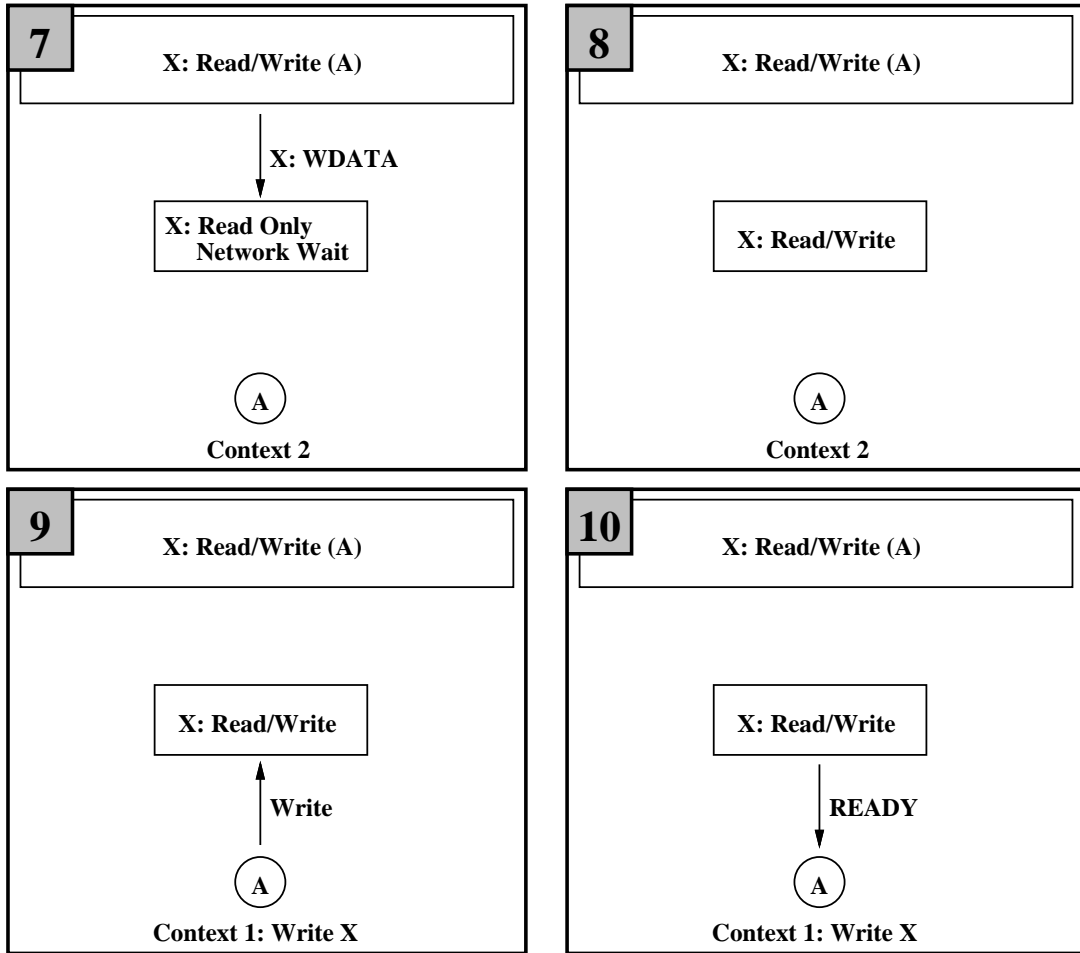 7
X: Read/Write (A)
X: WDATA
X: Read Only
Network Wait
A
Context 2
8
X: Read/Write (A)
X: Read/Write
A
Context 2
9
X: Read/Write (A)
X: Read/Write
Write
A
Context 1: Write X
10
X: Read/Write (A)
X: Read/Write
READY
A
Context 1: Write X